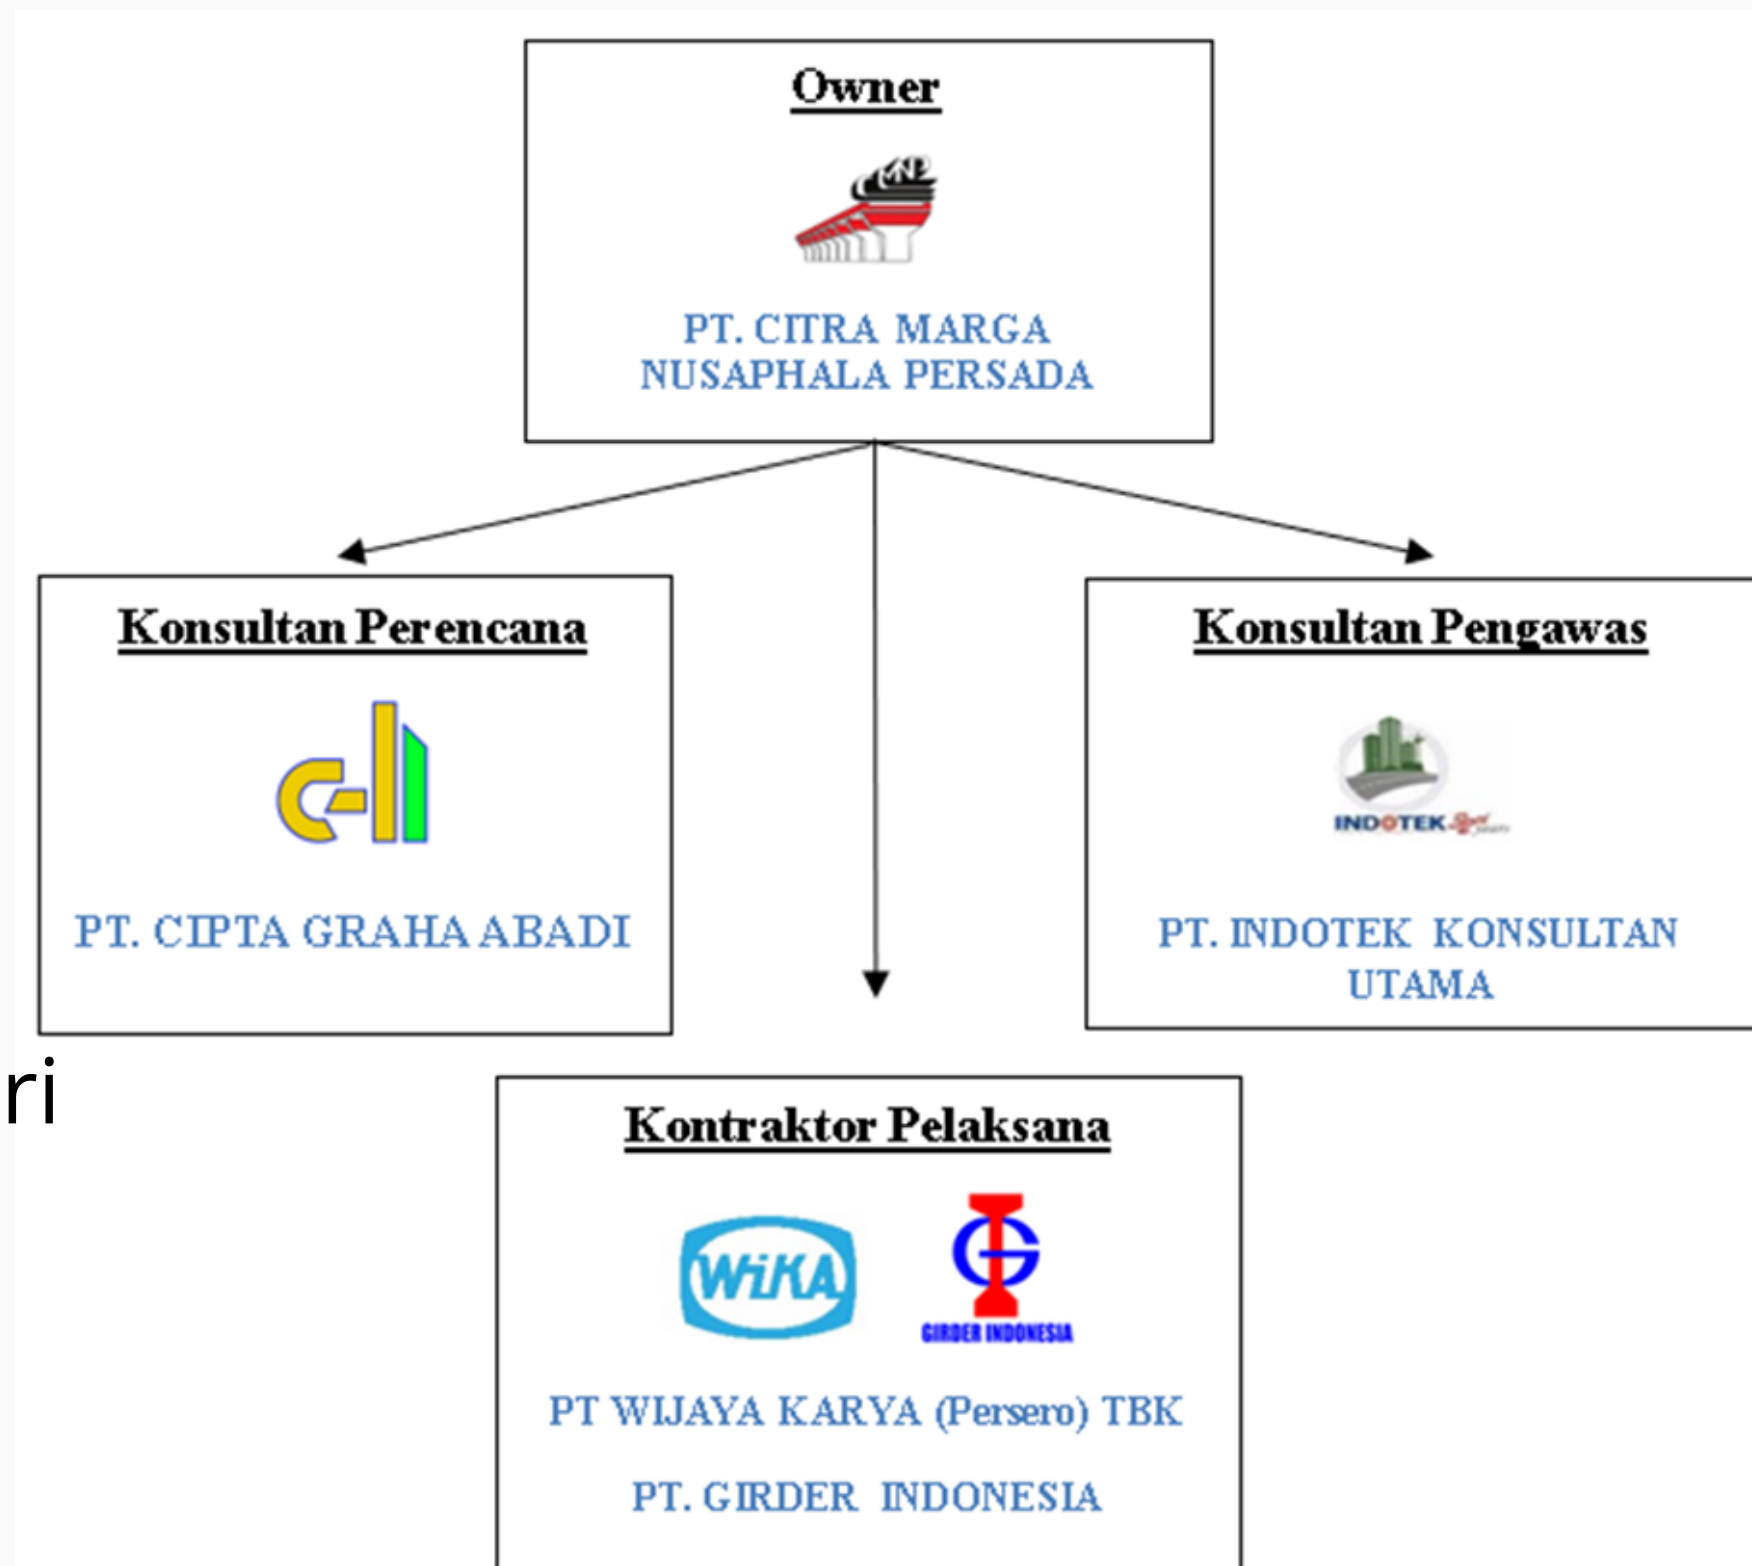 Owner
CMNP
PT. CITRA MARGA
NUSAPHALA PERSADA
Konsultan Perencana
PT. CIPTA GRAHA ABADI
Konsultan Pengawas
INDOTEK
PT. INDOTEK KONSULTAN
UTAMA
ri
Kontraktor Pelaksana
WiKA
GIRDER INDONESIA
PT WIJAYA KARYA (Persero) TBK
PT. GIRDER INDONESIA